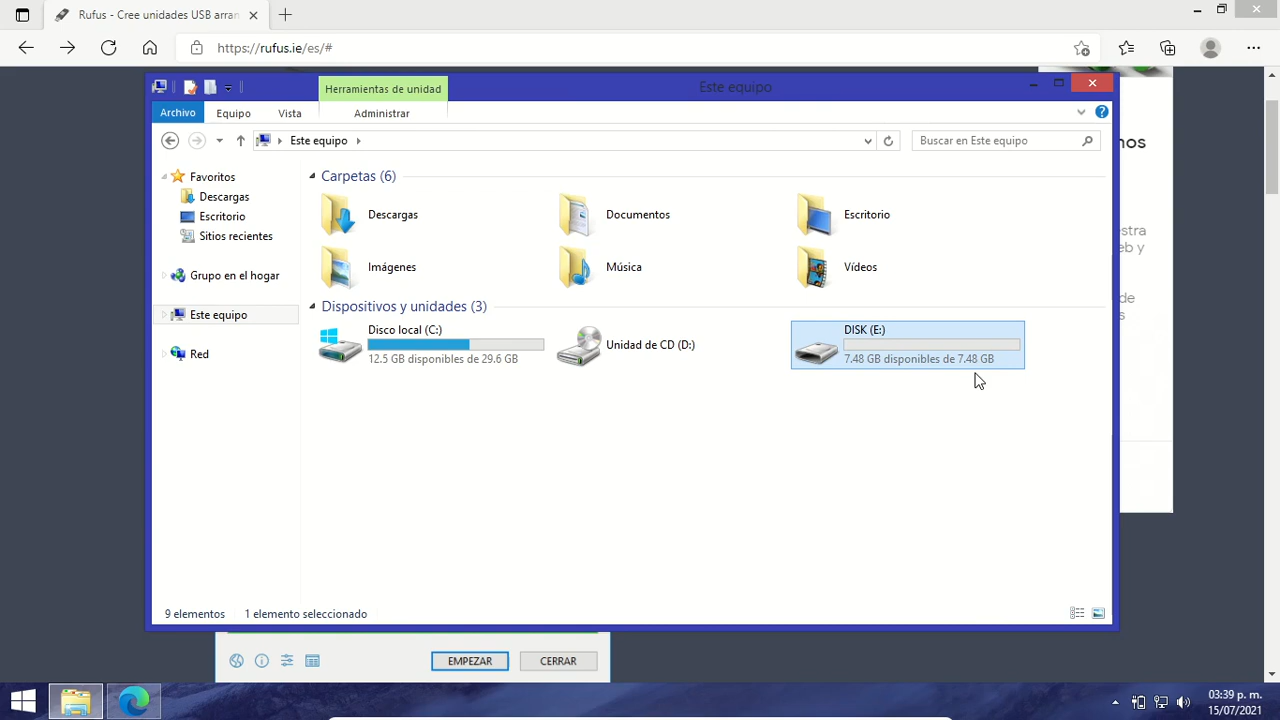 Rufus - Cree unidades USB arran
https://rufus.ie/es/#
Herramientas de unidad
Este equipo
Archivo
Equipo
Vista
Administrar
Este equipo
Buscar en Este equipo
Favoritos
Descargas
Escritorio
Sitios recientes
Grupo en el hogar
Este equipo
Red
Carpetas (6)
Descargas
Documentos
Escritorio
Imágenes
Música
Vídeos
Dispositivos y unidades (3)
Disco local (C:)
12.5 GB disponibles de 29.6 GB
Unidad de CD (D:)
DISK (E:)
7.48 GB disponibles de 7.48 GB
nos
estra
eb y
de
s
9 elementos
1 elemento seleccionado
EMPEZAR
CERRAR
03:39 p. m.
15/07/2021